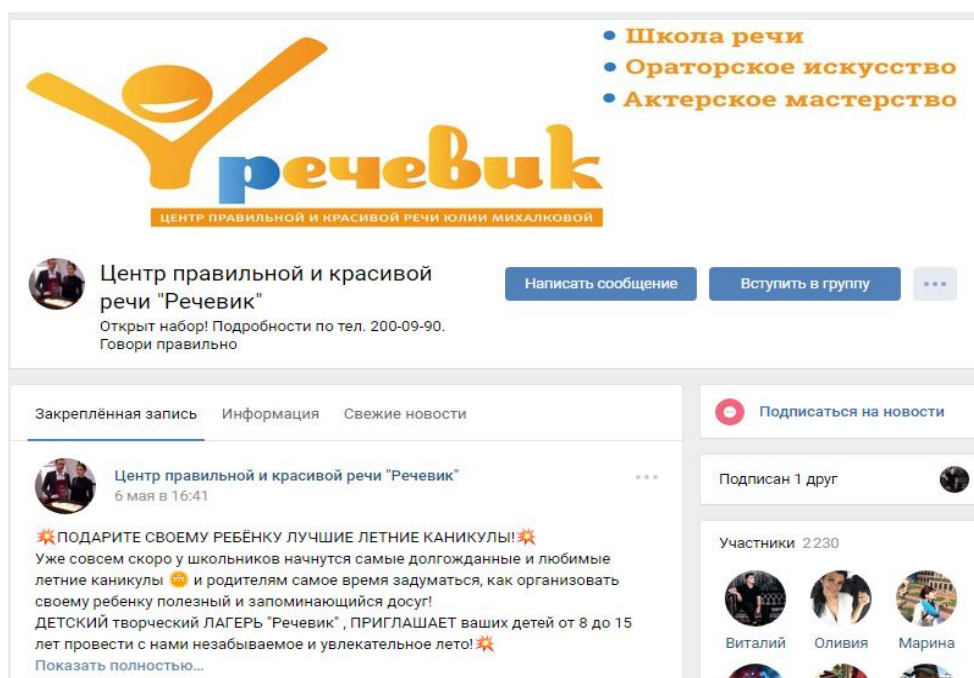 Школа речи
Ораторское искусство
Актерское мастерство
речевик
ЦЕНТР ПРАВИЛЬНОЙ И КРАСИВОЙ РЕЧИ ЮЛИИ МИХАЛКОВОЙ
Центр правильной и красивой
речи "Речевик"
Открыт набор! Подробности по тел. 200-09-90.
Говори правильно
Написать сообщение
Вступить в группу
Закреплённая запись
Информация
Свежие новости
Центр правильной и красивой речи "Речевик"
6 мая в 16:41
💥ПОДАРИТЕ СВОЕМУ РЕБЁНКУ ЛУЧШИЕ ЛЕТНИЕ КАНИКУЛЫ!💥
Уже совсем скоро у школьников начнутся самые долгожданные и любимые
летние каникулы 🙄 и родителям самое время задуматься, как организовать
своему ребенку полезный и запоминающийся досуг!
ДЕТСКИЙ творческий ЛАГЕРЬ "Речевик" , ПРИГЛАШАЕТ ваших детей от 8 до 15
лет провести с нами незабываемое и увлекательное лето!💥
Показать полностью...
Подписаться на новости
Подписан 1 друг
Участники 2 230
Виталий
Оливия
Марина